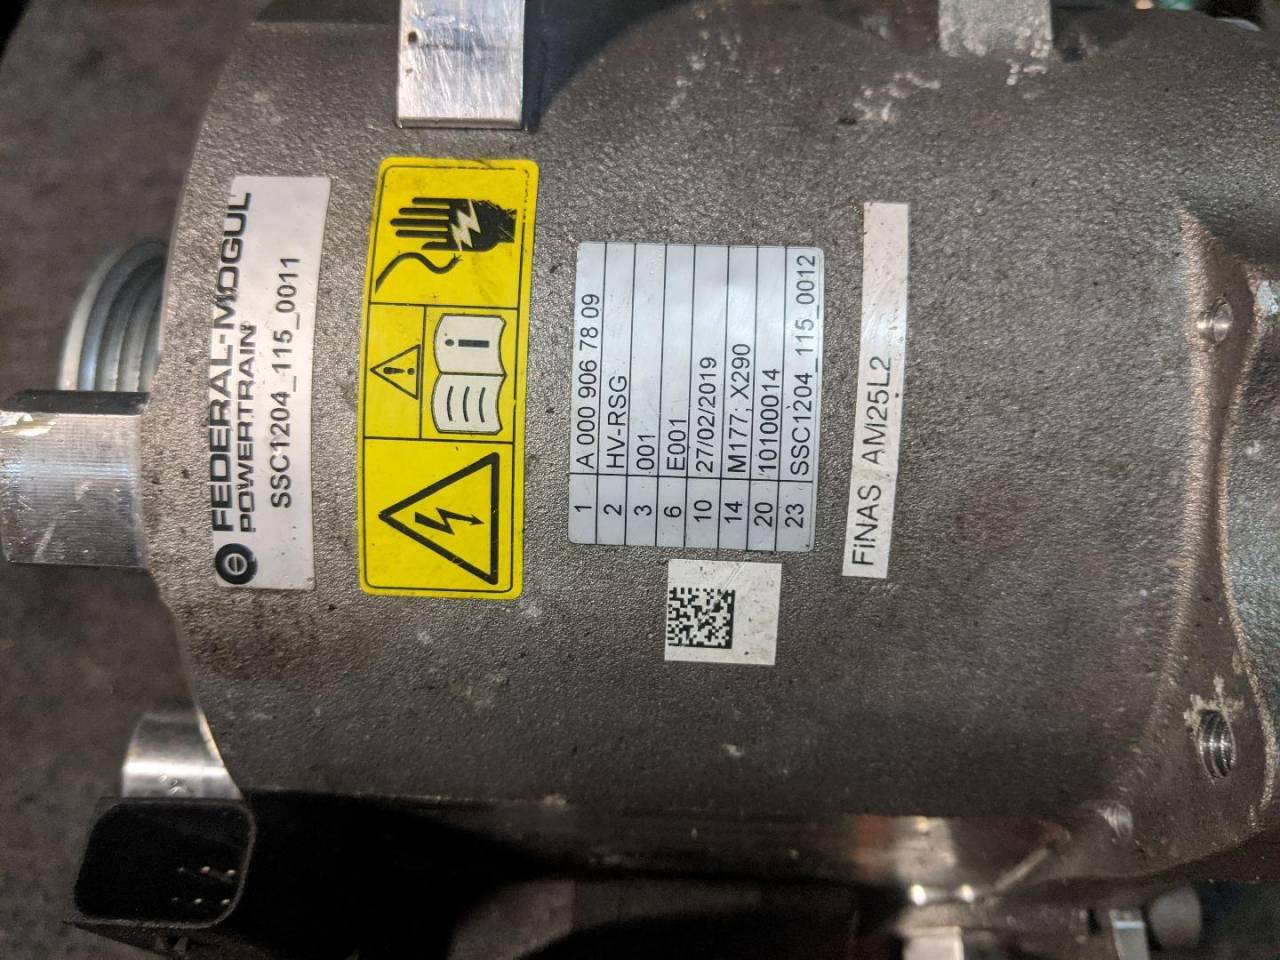 FEDERAL-MOGUL
POWERTRAIN
SSC1204_115_0011
1 A 000 906 78 09
2 HV-RSG
3 001
6 E001
10 27/02/2019
14 M177; X290
20 101000014
23 SSC1204_115_0012
FiNAS AM25L2